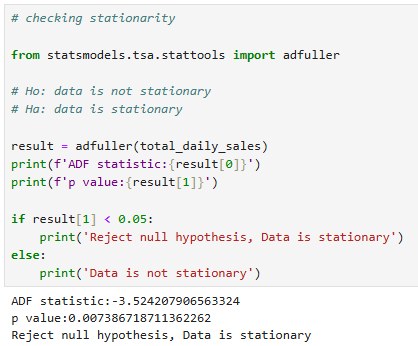 # checking stationarity
from statsmodels.tsa.stattools import adfuller
# Ho: data is not stationary
# Ha: data is stationary
result = adfuller(total_daily_sales)
print(f'ADF statistic:{result[0]}')
print(f'p value:{result[1]}')
if result[1] < 0.05:
    print('Reject null hypothesis, Data is stationary')
else:
    print('Data is not stationary')
ADF statistic:-3.524207906563324
p value:0.007386718711362262
Reject null hypothesis, Data is stationary